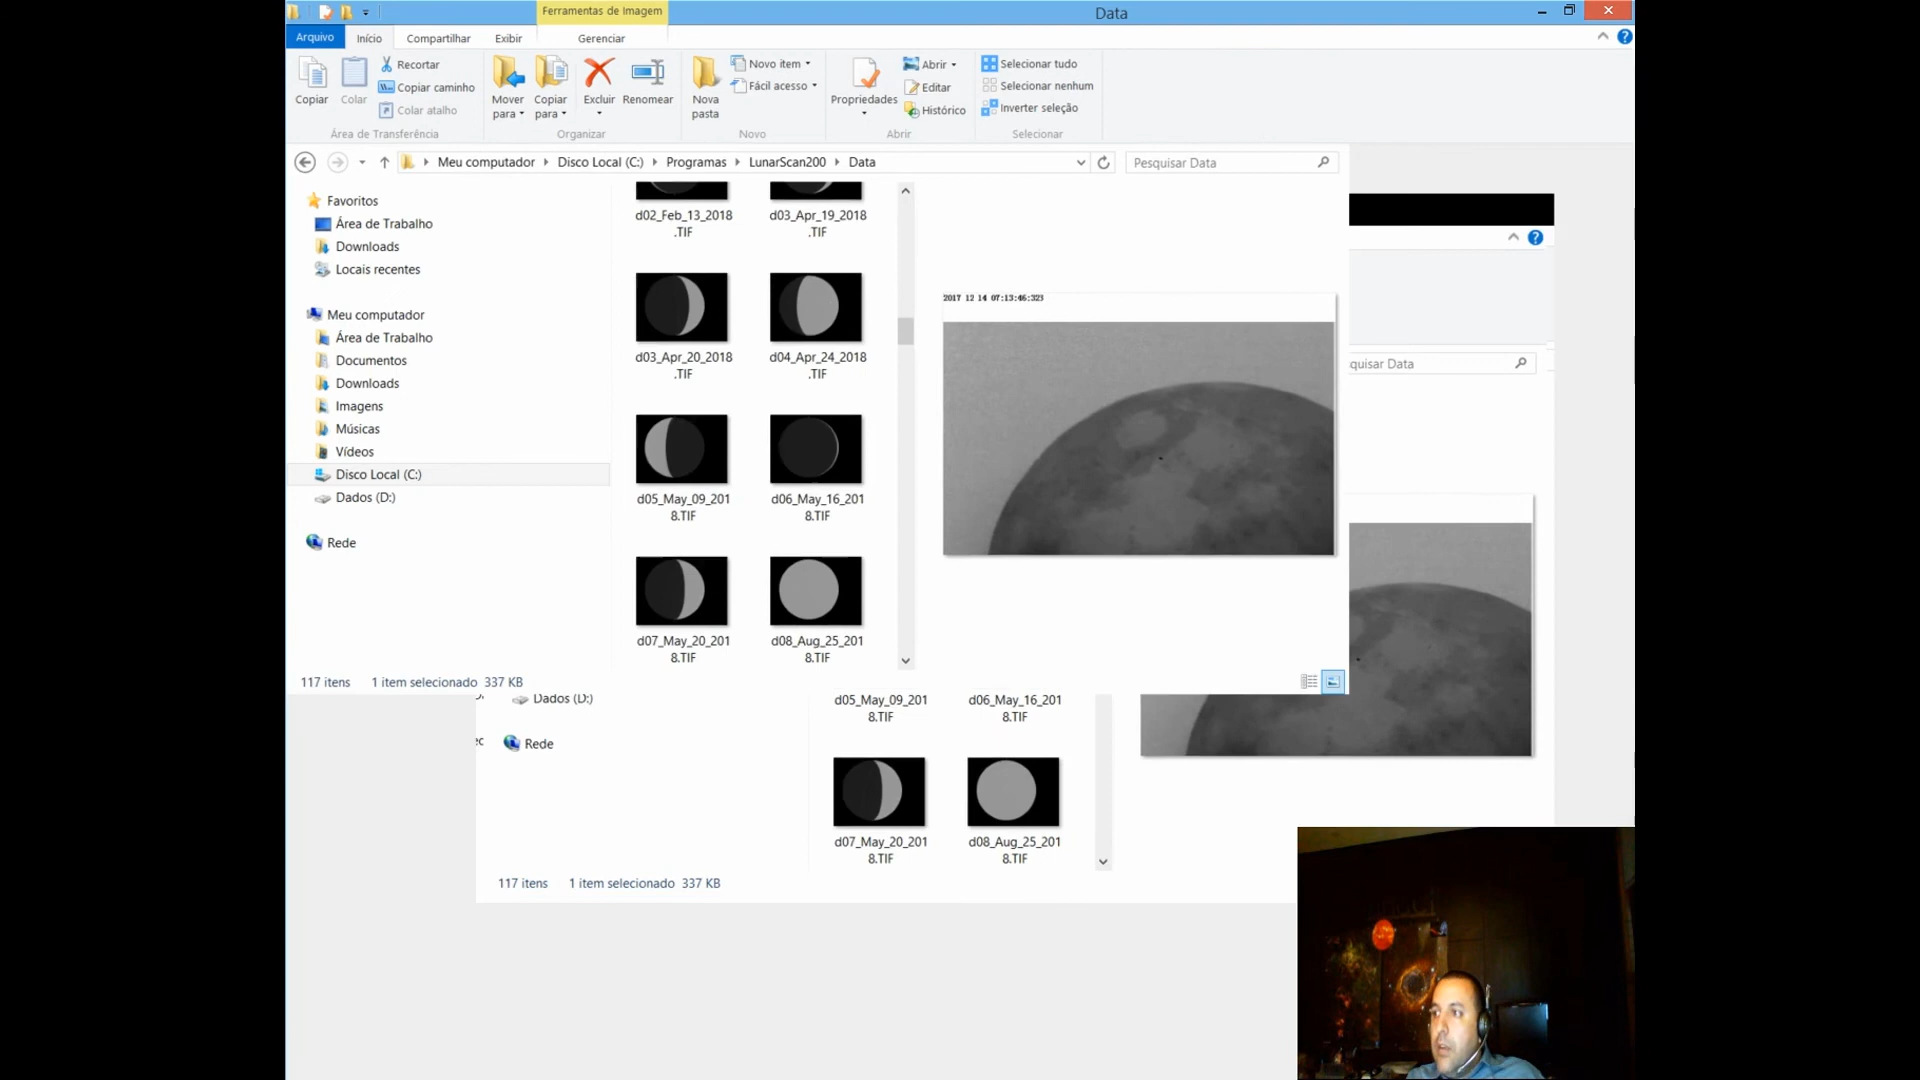 Ferramentas de Imagem
Data
Arquivo
Início
Compartilhar
Exibir
Gerenciar
Copiar
Colar
Recortar
Copiar caminho
Colar atalho
Área de Transferência
Mover
para
Copiar
para
Excluir
Renomear
Organizar
Nova
pasta
Novo item
Fácil acesso
Novo
Propriedades
Abrir
Editar
Histórico
Abrir
Selecionar tudo
Selecionar nenhum
Inverter seleção
Selecionar
Meu computador
Disco Local (C:)
Programas
LunarScan200
Data
Pesquisar Data
Favoritos
Área de Trabalho
Downloads
Locais recentes
Meu computador
Área de Trabalho
Documentos
Downloads
Imagens
Músicas
Vídeos
Disco Local (C:)
Dados (D:)
Rede
d02_Feb_13_2018
.TIF
d03_Apr_19_2018
.TIF
d03_Apr_20_2018
.TIF
d04_Apr_24_2018
.TIF
d05_May_09_201
8.TIF
d06_May_16_201
8.TIF
d07_May_20_201
8.TIF
d08_Aug_25_201
8.TIF
2017 12 14 07:13:46:323
117 itens
1 item selecionado 337 KB
quisar Data
Dados (D:)
ec
Rede
d05_May_09_201
8.TIF
d06_May_16_201
8.TIF
d07_May_20_201
8.TIF
d08_Aug_25_201
8.TIF
117 itens
1 item selecionado 337 KB